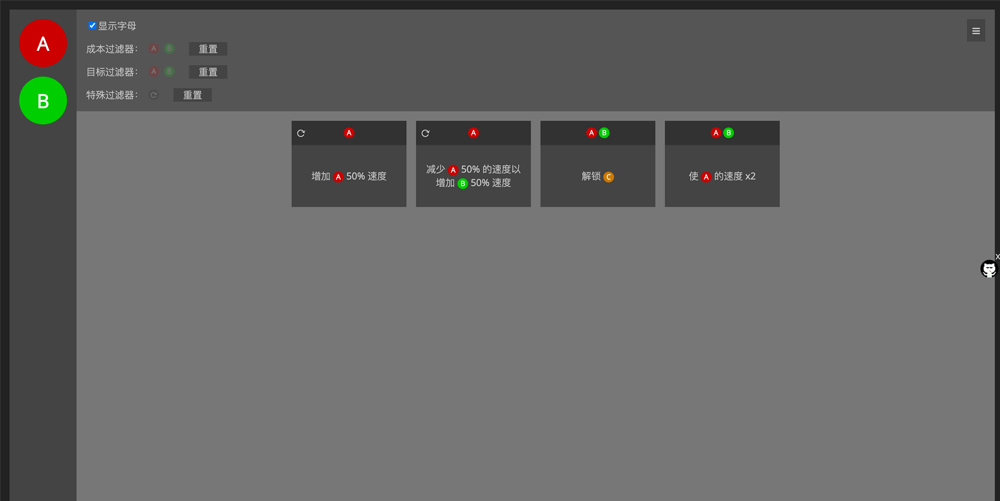 A
B
显示字母
成本过滤器： A B 重置
目标过滤器： A B 重置
特殊过滤器： 重置
A
增加 A 50% 速度
A
减少 A 50% 的速度以
增加 B 50% 速度
A B
解锁 C
A B
使 A 的速度 x2
x